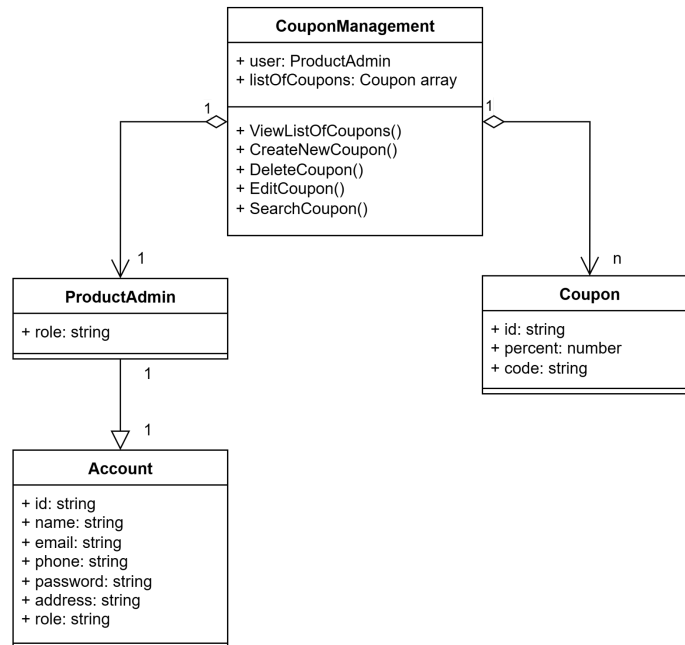 CouponManagement
+ user: ProductAdmin
+ listOfCoupons: Coupon array
1
1
+ ViewListOfCoupons()
+ CreateNewCoupon()
+ DeleteCoupon()
+ EditCoupon()
+ SearchCoupon()
1
n
ProductAdmin
+ role: string
Coupon
+ id: string
+ percent: number
+ code: string
1
1
Account
+ id: string
+ name: string
+ email: string
+ phone: string
+ password: string
+ address: string
+ role: string